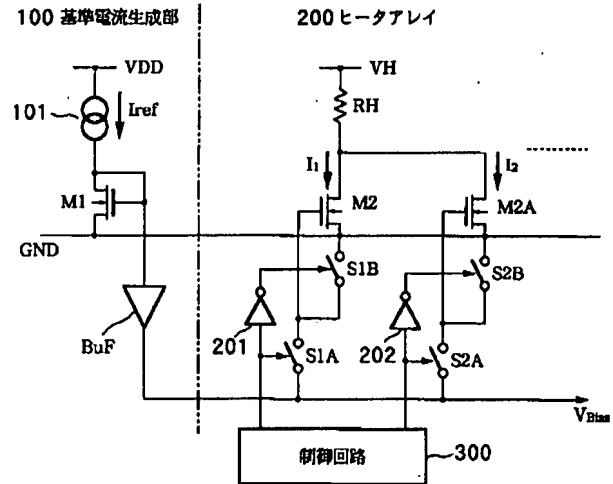 100 基準電流生成部
200 ヒータアレイ
VDD
VH
101
Iref
RH
I1
I2
M1
M2
M2A
GND
S1B
S2B
BuF
201
S1A
202
S2A
VBias
制御回路
300